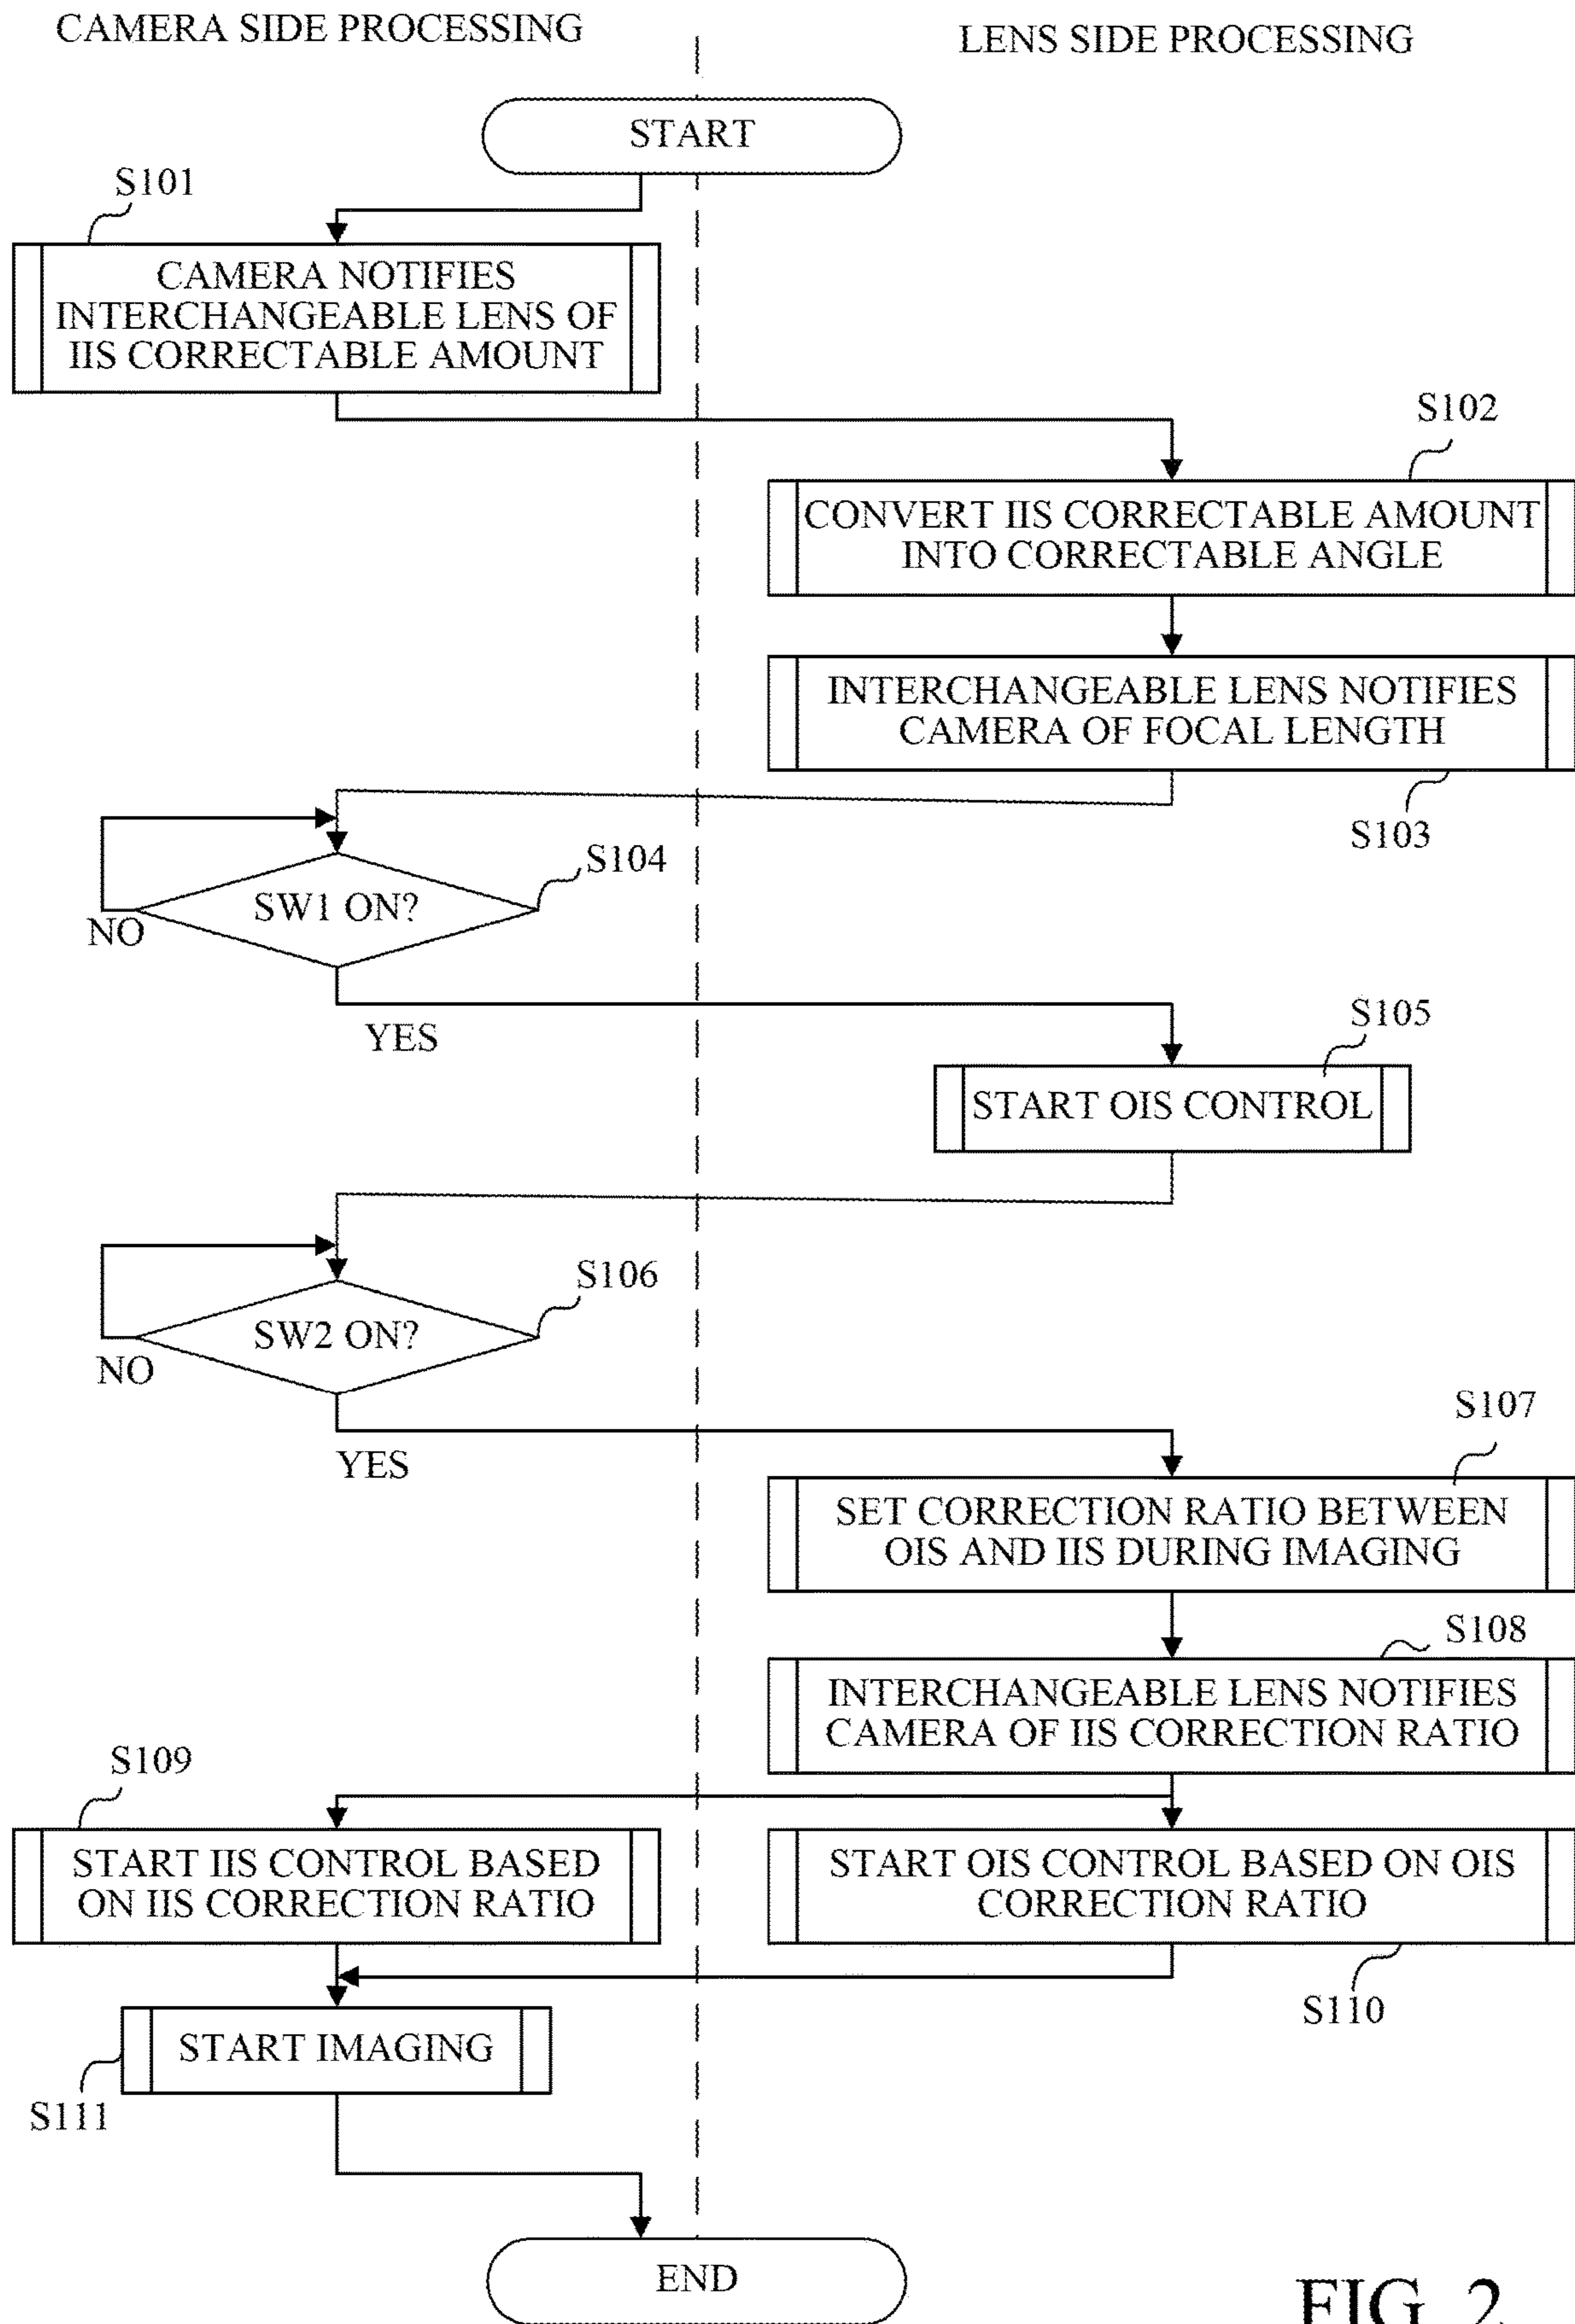 CAMERA SIDE PROCESSING
LENS SIDE PROCESSING
START
S101
CAMERA NOTIFIES
INTERCHANGEABLE LENS OF
IIS CORRECTABLE AMOUNT
S102
CONVERT IIS CORRECTABLE AMOUNT
INTO CORRECTABLE ANGLE
INTERCHANGEABLE LENS NOTIFIES
CAMERA OF FOCAL LENGTH
S103
S104
SW1 ON?
NO
YES
S105
START OIS CONTROL
S106
SW2 ON?
NO
YES
S107
SET CORRECTION RATIO BETWEEN
OIS AND IIS DURING IMAGING
S108
INTERCHANGEABLE LENS NOTIFIES
CAMERA OF IIS CORRECTION RATIO
S109
START IIS CONTROL BASED
ON IIS CORRECTION RATIO
START OIS CONTROL BASED ON OIS
CORRECTION RATIO
S110
START IMAGING
S111
END
FIG. 2